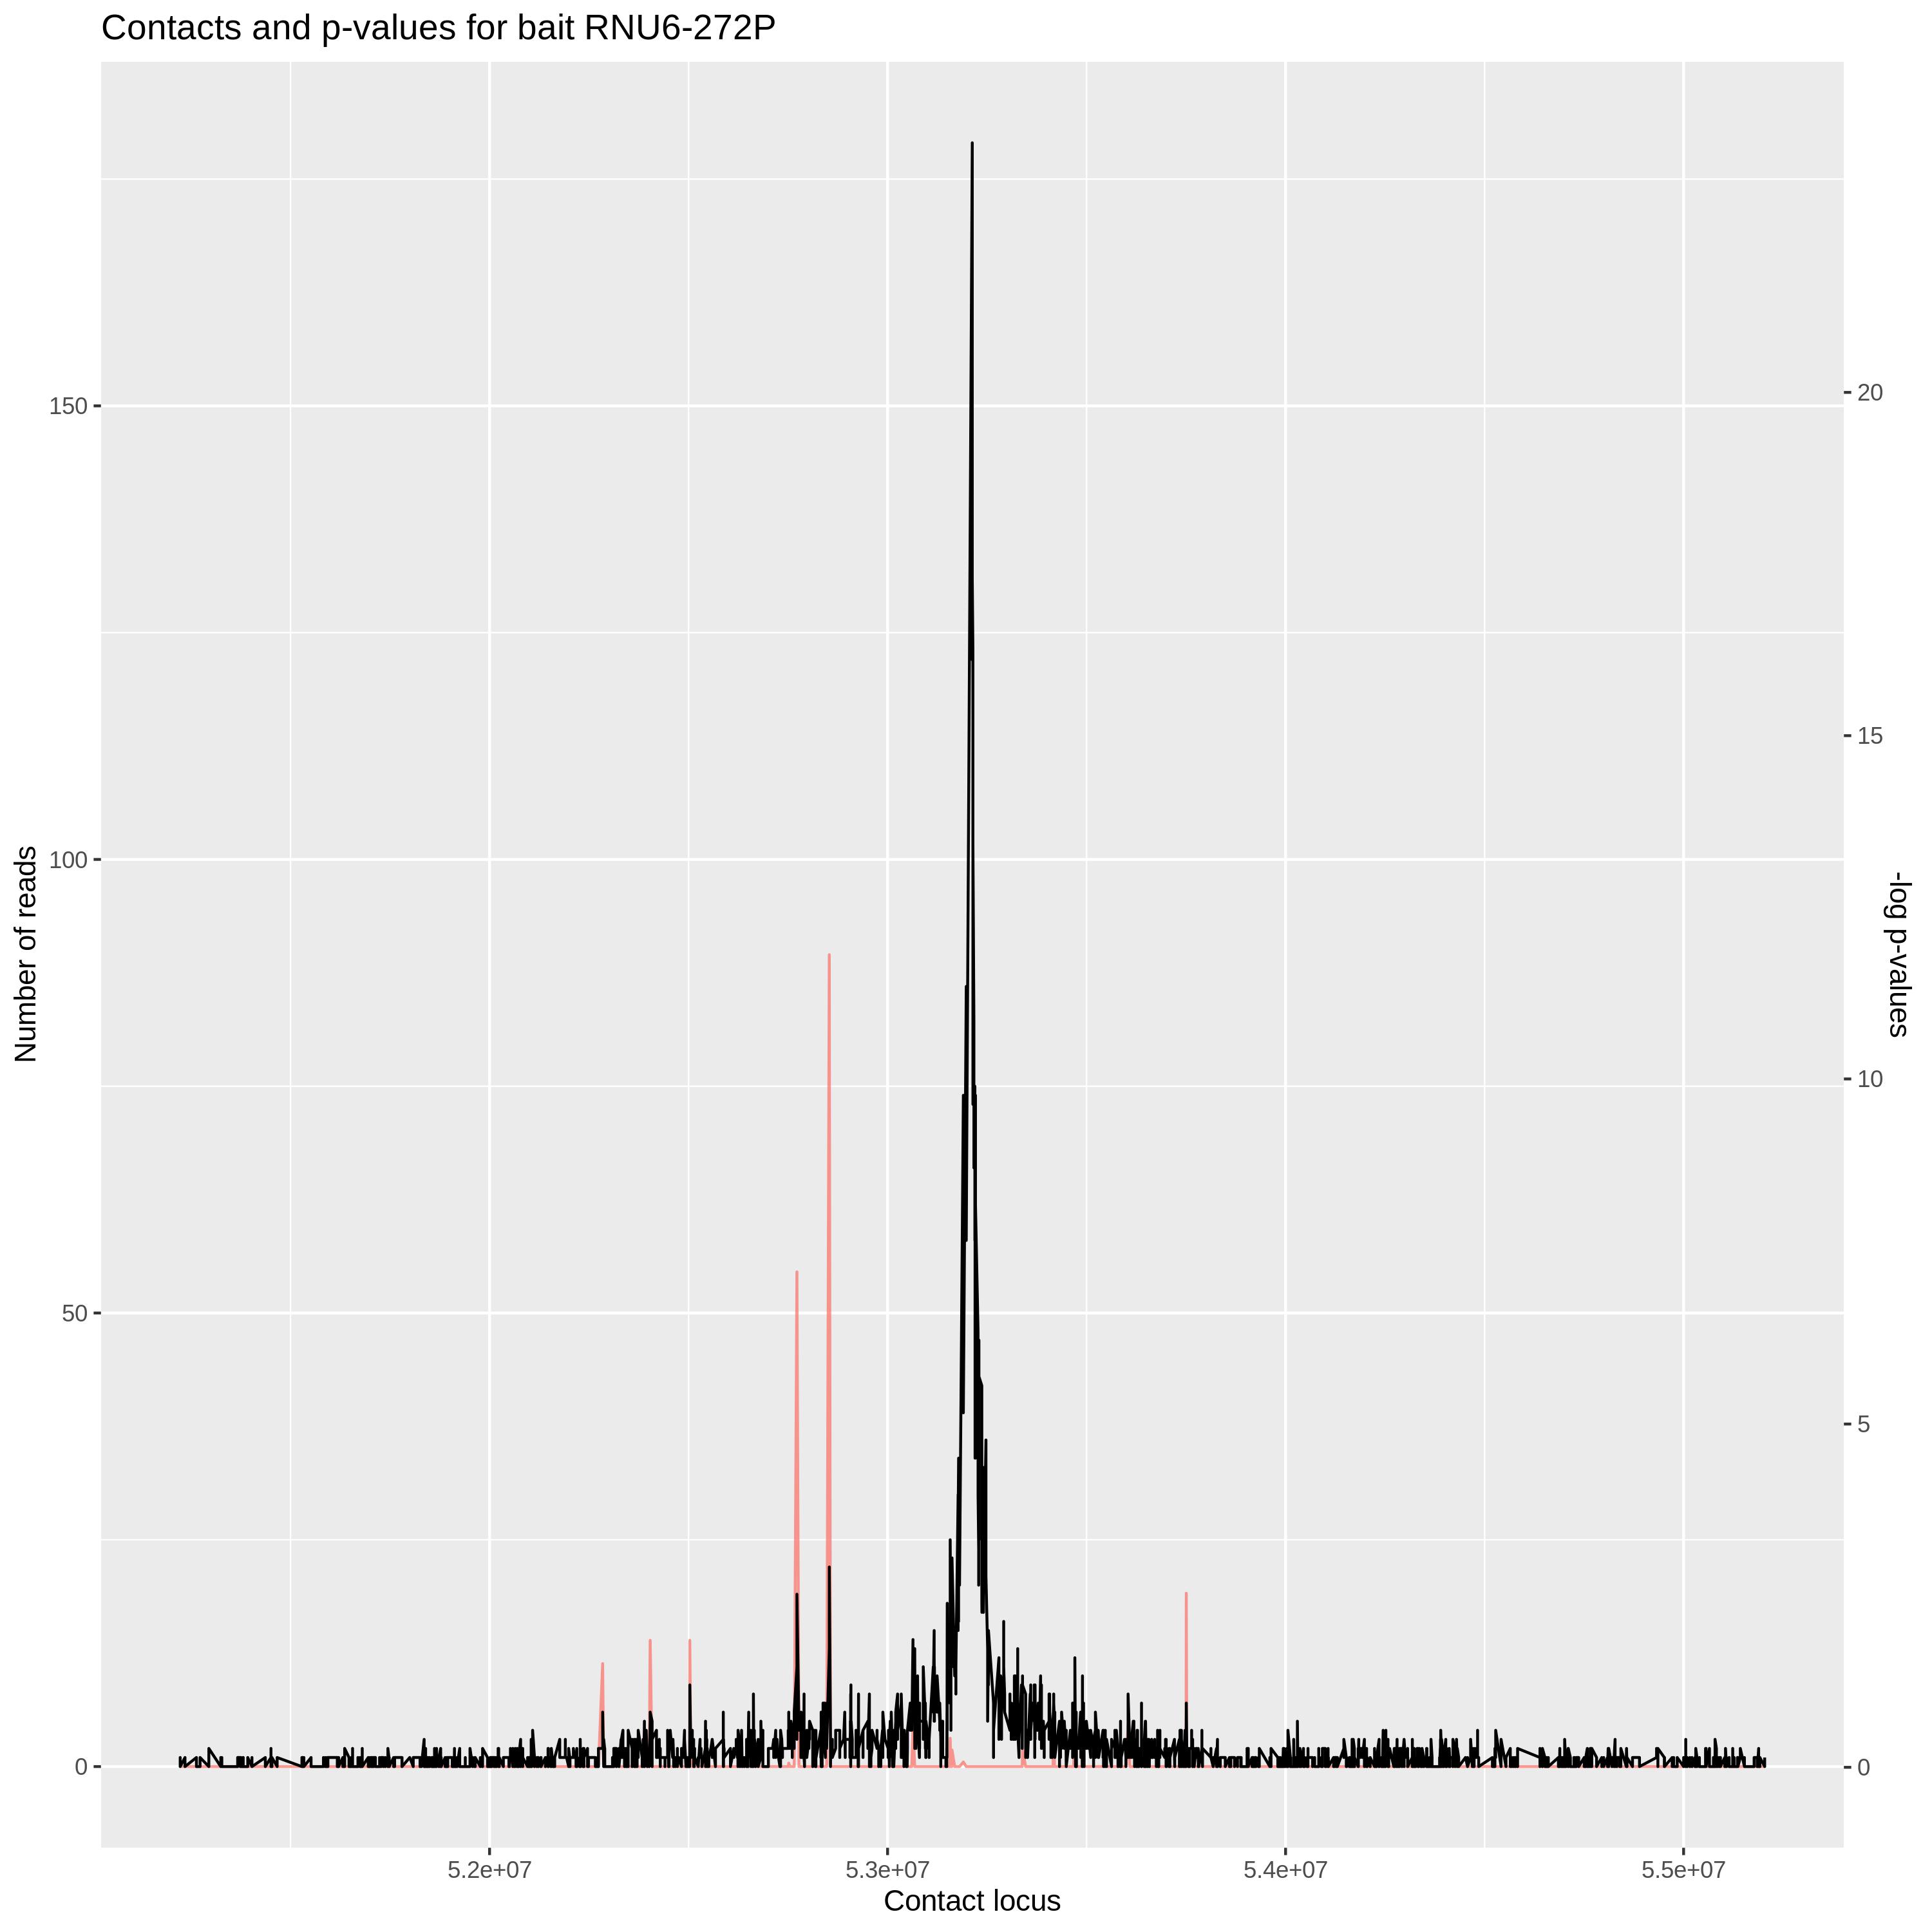 Contacts and p-values for bait RNU6-272P
150
100
50
0
Number of reads
20
15
10
5
0
-log p-values
5.2e+07
5.3e+07
5.4e+07
5.5e+07
Contact locus